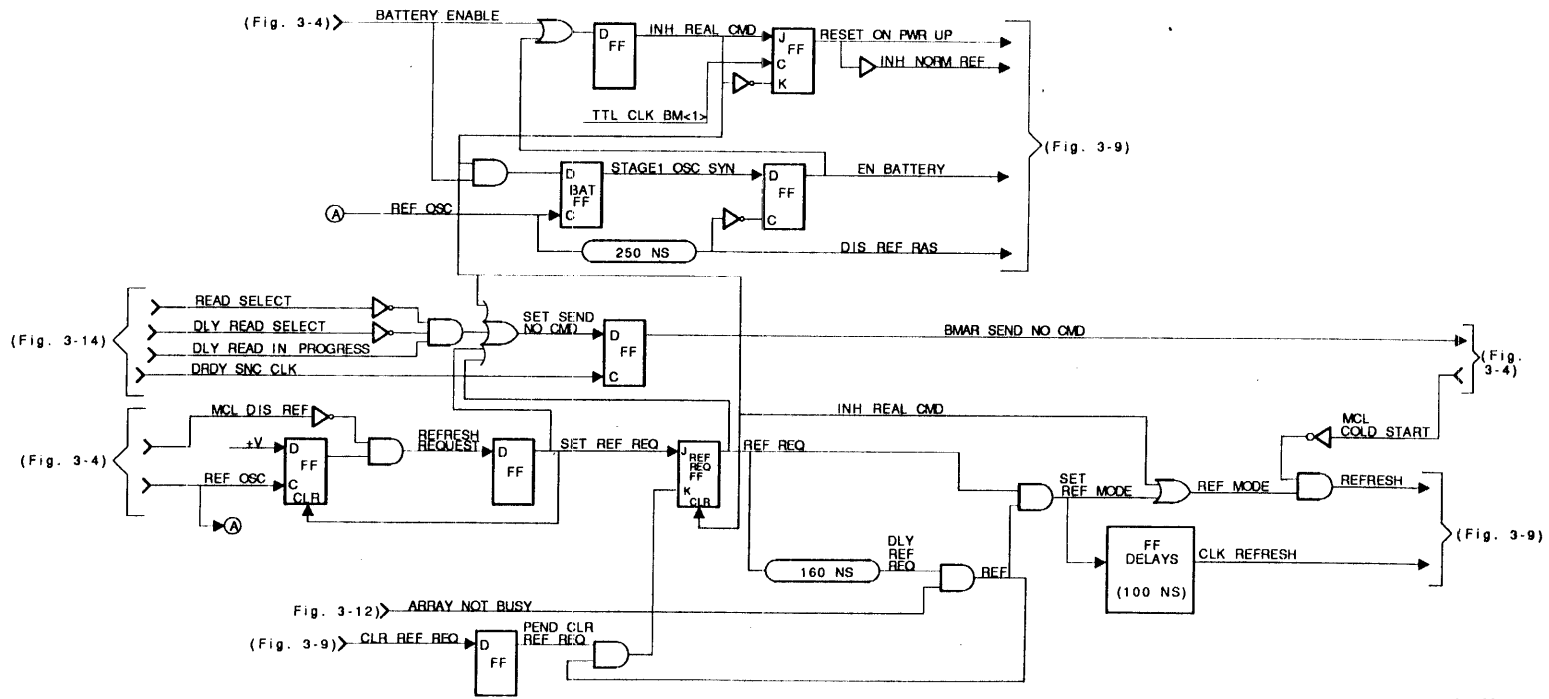 (Fig. 3-4)
BATTERY ENABLE
D
FF
INH REAL CMD
J
FF
C
K
RESET ON PWR UP
INH NORM REF
TTL CLK BM<1>
(Fig. 3-9)
D
BAT
FF
C
STAGE1 OSC SYN
D
FF
C
EN BATTERY
A
REF OSC
250 NS
DIS REF RAS
READ SELECT
DLY READ SELECT
DLY READ IN PROGRESS
DRDY SNC CLK
(Fig. 3-14)
SET SEND
NO CMD
D
FF
C
BMAR SEND NO CMD
(Fig.
3-4)
MCL DIS REF
+V
D
FF
C
CLR
REF OSC
(Fig. 3-4)
A
REFRESH
REQUEST
D
FF
SET REF REQ
J
REF
REQ
FF
K
CLR
REF REQ
INH REAL CMD
MCL
COLD START
SET
REF MODE
REF MODE
REFRESH
FF
DELAYS
(100 NS)
CLK REFRESH
(Fig. 3-9)
160 NS
DLY
REF
REQ
REF
Fig. 3-12)
ARRAY NOT BUSY
(Fig. 3-9)
CLR REF REQ
D
FF
PEND CLR
REF REQ